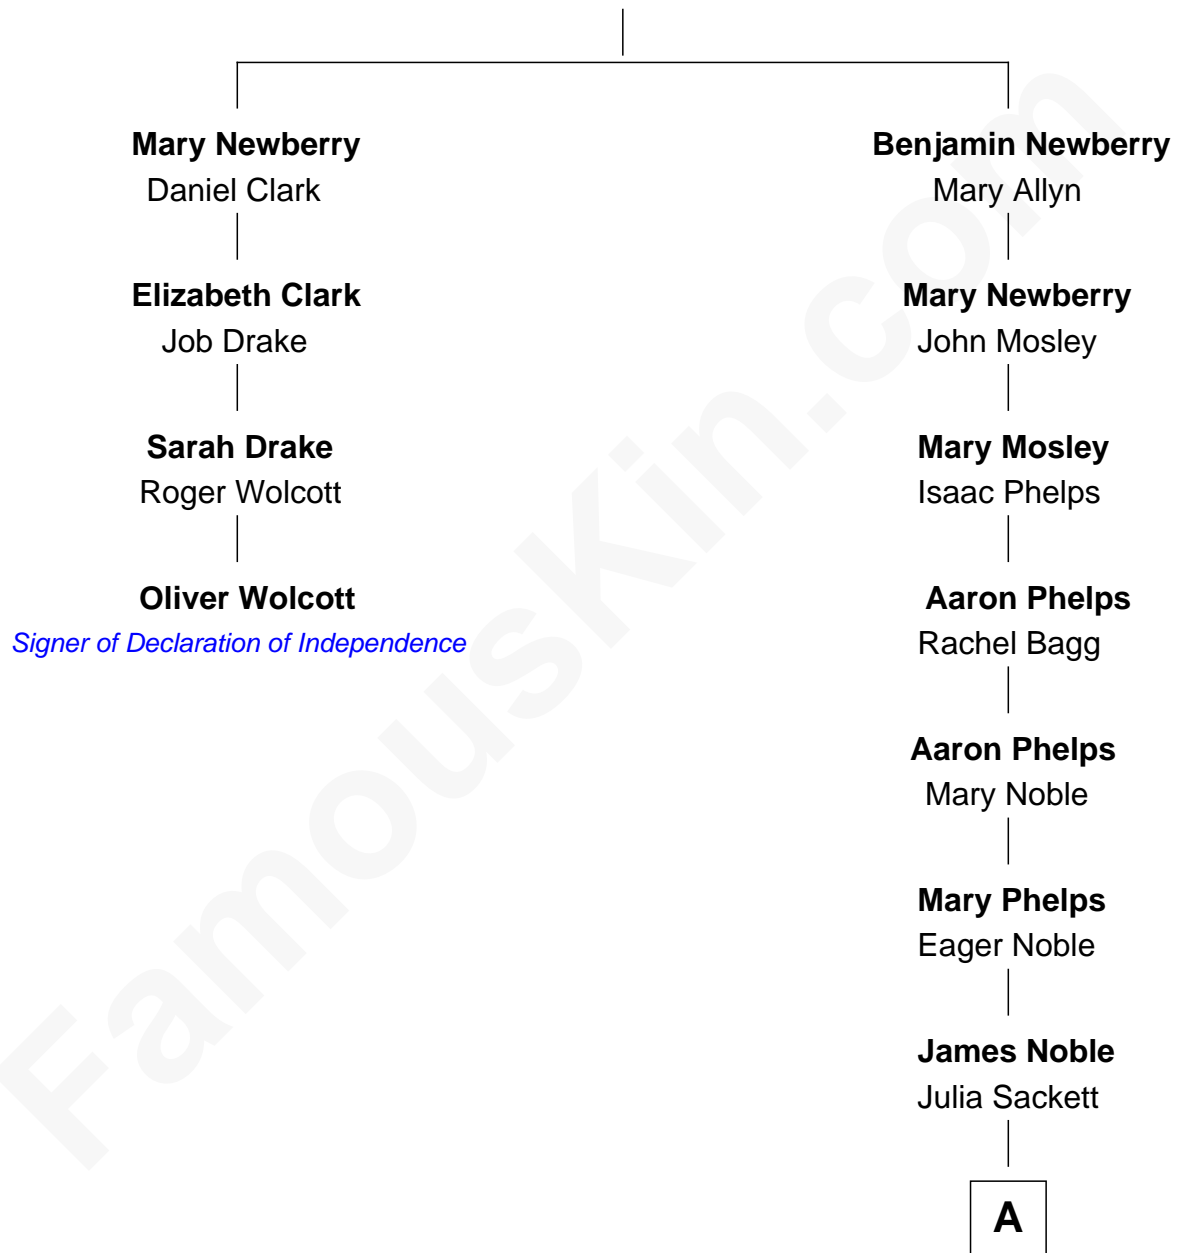 Mary Newberry
Daniel Clark
Elizabeth Clark
Job Drake
Sarah Drake
Roger Wolcott
Oliver Wolcott
Signer of Declaration of Independence
Benjamin Newberry
Mary Allyn
Mary Newberry
John Mosley
Mary Mosley
Isaac Phelps
Aaron Phelps
Rachel Bagg
Aaron Phelps
Mary Noble
Mary Phelps
Eager Noble
James Noble
Julia Sackett
A
FamousKin.com